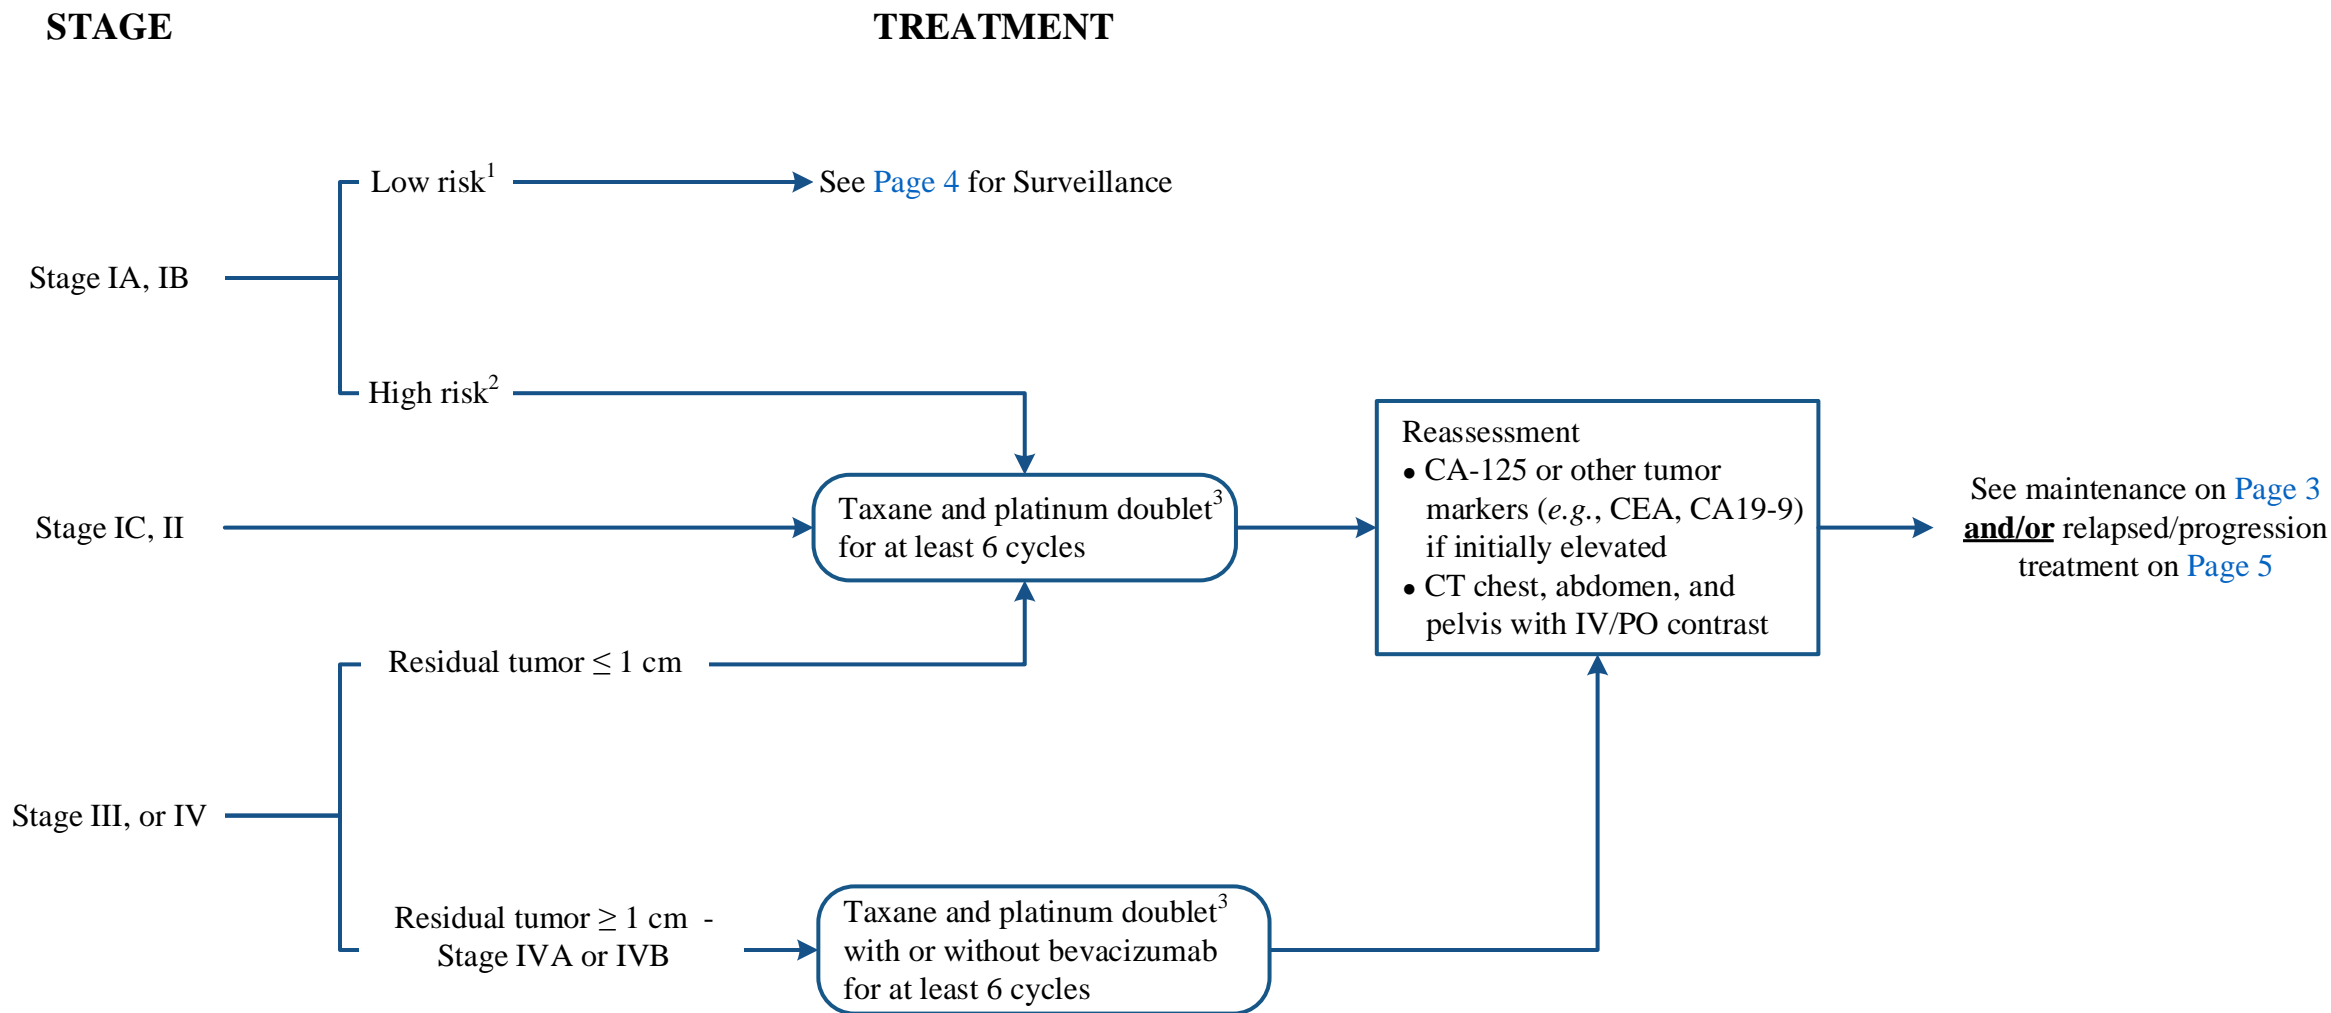 STAGE
TREATMENT
Low risk1
See Page 4 for Surveillance
Stage IA, IB
High risk2
Stage IC, II
Taxane and platinum doublet3
for at least 6 cycles
Reassessment
• CA-125 or other tumor
markers (e.g., CEA, CA19-9)
if initially elevated
• CT chest, abdomen, and
pelvis with IV/PO contrast
See maintenance on Page 3
and/or relapsed/progression
treatment on Page 5
Residual tumor ≤ 1 cm
Stage III, or IV
Residual tumor ≥ 1 cm -
Stage IVA or IVB
Taxane and platinum doublet3
with or without bevacizumab
for at least 6 cycles